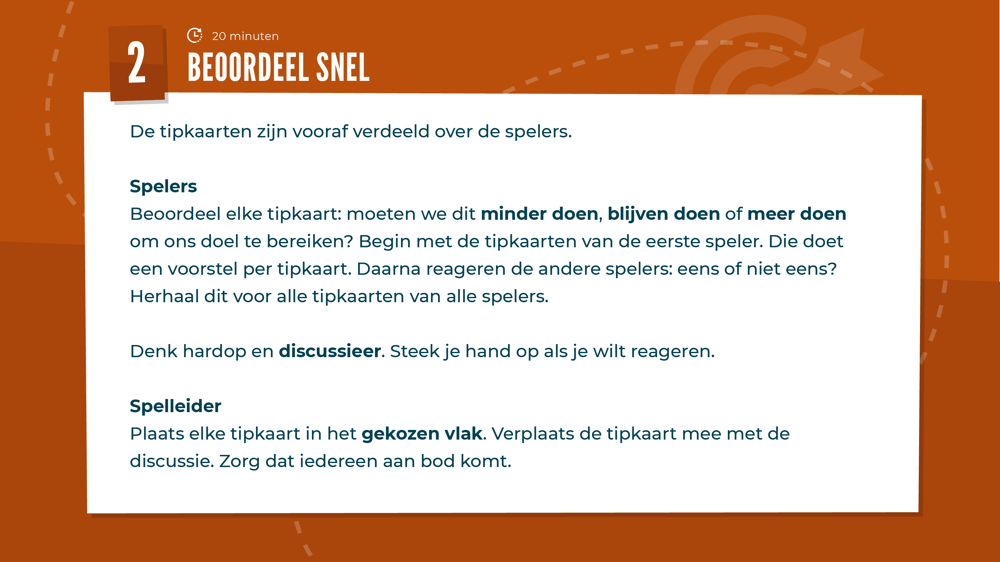 2
20 minuten
BEOORDEEL SNEL
De tipkaarten zijn vooraf verdeeld over de spelers.
Spelers
Beoordeel elke tipkaart: moeten we dit minder doen, blijven doen of meer doen
om ons doel te bereiken? Begin met de tipkaarten van de eerste speler. Die doet
een voorstel per tipkaart. Daarna reageren de andere spelers: eens of niet eens?
Herhaal dit voor alle tipkaarten van alle spelers.
Denk hardop en discussieer. Steek je hand op als je wilt reageren.
Spelleider
Plaats elke tipkaart in het gekozen vlak. Verplaats de tipkaart mee met de
discussie. Zorg dat iedereen aan bod komt.